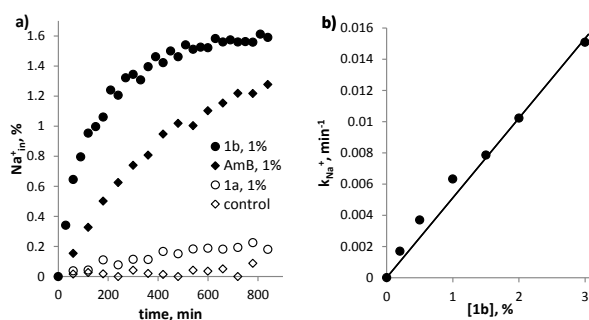 a)
Na⁺in, %
1.6
1.4
1.2
1
0.8
0.6
0.4
0.2
0
0 200 400 600 800
time, min
1b, 1%
AmB, 1%
1a, 1%
control
b)
kNa⁺, min⁻¹
0.016
0.014
0.012
0.01
0.008
0.006
0.004
0.002
0
0 1 2 3
[1b], %